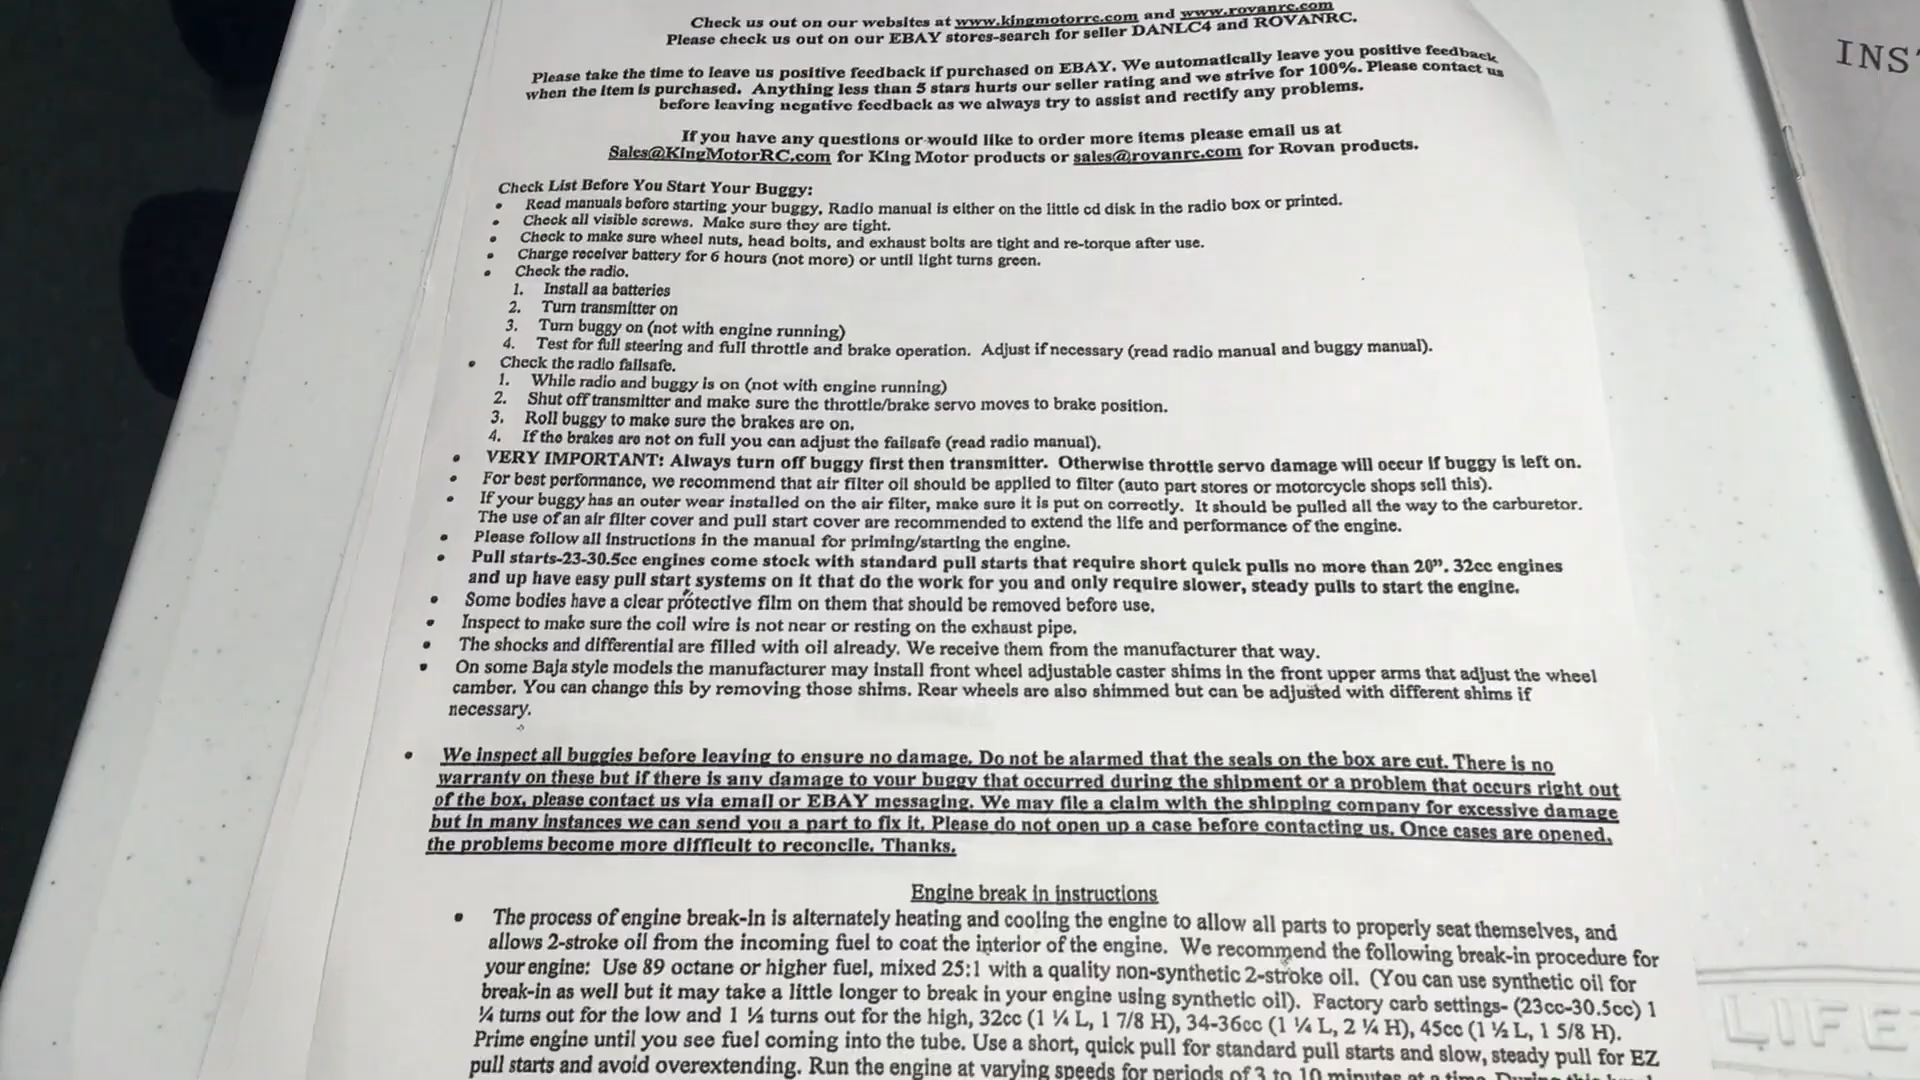 Check us out on our websites at www.kingmotorrc.com and www.rovanrc.com
Please check us out on our EBAY stores-search for seller DANLC4 and ROVANRC.
Please take the time to leave us positive feedback if purchased on EBAY. We automatically leave you positive feedback
when the item is purchased. Anything less than 5 stars hurts our seller rating and we strive for 100%. Please contact us
before leaving negative feedback as we always try to assist and rectify any problems.
If you have any questions or would like to order more items please email us at
Sales@KingMotorRC.com for King Motor products or sales@rovanrc.com for Rovan products.
Check List Before You Start Your Buggy:
• Read manuals before starting your buggy. Radio manual is either on the little cd disk in the radio box or printed.
• Check all visible screws. Make sure they are tight.
• Check to make sure wheel nuts, head bolts, and exhaust bolts are tight and re-torque after use.
• Charge receiver battery for 6 hours (not more) or until light turns green.
• Check the radio.
1. Install aa batteries
2. Turn transmitter on
3. Turn buggy on (not with engine running)
4. Test for full steering and full throttle and brake operation. Adjust if necessary (read radio manual and buggy manual).
• Check the radio failsafe.
1. While radio and buggy is on (not with engine running)
2. Shut off transmitter and make sure the throttle/brake servo moves to brake position.
3. Roll buggy to make sure the brakes are on.
4. If the brakes are not on full you can adjust the failsafe (read radio manual).
• VERY IMPORTANT: Always turn off buggy first then transmitter. Otherwise throttle servo damage will occur if buggy is left on.
• For best performance, we recommend that air filter oil should be applied to filter (auto part stores or motorcycle shops sell this).
• If your buggy has an outer wear installed on the air filter, make sure it is put on correctly. It should be pulled all the way to the carburetor.
The use of an air filter cover and pull start cover are recommended to extend the life and performance of the engine.
• Please follow all instructions in the manual for priming/starting the engine.
• Pull starts-23-30.5cc engines come stock with standard pull starts that require short quick pulls no more than 20”. 32cc engines
and up have easy pull start systems on it that do the work for you and only require slower, steady pulls to start the engine.
• Some bodies have a clear protective film on them that should be removed before use.
• Inspect to make sure the coil wire is not near or resting on the exhaust pipe.
• The shocks and differential are filled with oil already. We receive them from the manufacturer that way.
• On some Baja style models the manufacturer may install front wheel adjustable caster shims in the front upper arms that adjust the wheel
camber. You can change this by removing those shims. Rear wheels are also shimmed but can be adjusted with different shims if
necessary.
• We inspect all buggies before leaving to ensure no damage. Do not be alarmed that the seals on the box are cut. There is no
warranty on these but if there is any damage to your buggy that occurred during the shipment or a problem that occurs right out
of the box, please contact us via email or EBAY messaging. We may file a claim with the shipping company for excessive damage
but in many instances we can send you a part to fix it. Please do not open up a case before contacting us. Once cases are opened,
the problems become more difficult to reconcile. Thanks.
Engine break in instructions
• The process of engine break-in is alternately heating and cooling the engine to allow all parts to properly seat themselves, and
allows 2-stroke oil from the incoming fuel to coat the interior of the engine. We recommend the following break-in procedure for
your engine: Use 89 octane or higher fuel, mixed 25:1 with a quality non-synthetic 2-stroke oil. (You can use synthetic oil for
break-in as well but it may take a little longer to break in your engine using synthetic oil). Factory carb settings- (23cc-30.5cc) 1
¼ turns out for the low and 1 ½ turns out for the high, 32cc (1 ¼ L, 1 7/8 H), 34-36cc (1 ¼ L, 2 ¼ H), 45cc (1 ½ L, 1 5/8 H).
Prime engine until you see fuel coming into the tube. Use a short, quick pull for standard pull starts and slow, steady pull for EZ
pull starts and avoid overextending. Run the engine at varying speeds for periods of 3 to 10 minutes at a time. During this
INS
LIFE